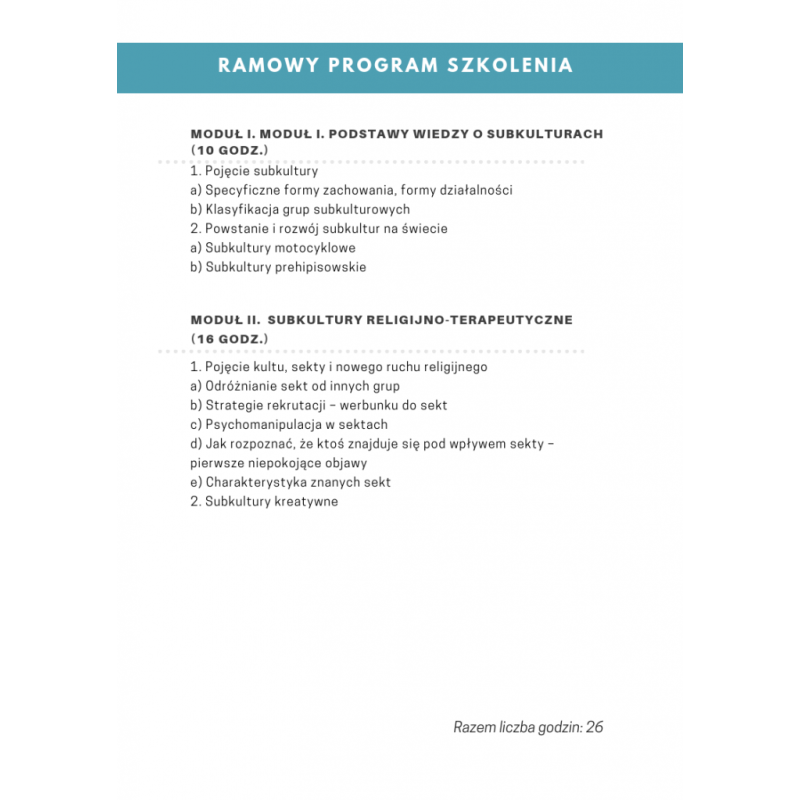 RAMOWY PROGRAM SZKOLENIA
MODUŁ I. MODUŁ I. PODSTAWY WIEDZY O SUBKULTURACH
(10 GODZ.)
1. Pojęcie subkultury
a) Specyficzne formy zachowania, formy działalności
b) Klasyfikacja grup subkulturowych
2. Powstanie i rozwój subkultur na świecie
a) Subkultury motocyklowe
b) Subkultury prehipisowskie
MODUŁ II. SUBKULTURY RELIGIJNO-TERAPEUTYCZNE
(16 GODZ.)
1. Pojęcie kultu, sekty i nowego ruchu religijnego
a) Odróżnianie sekt od innych grup
b) Strategie rekrutacji – werbunku do sekt
c) Psychomanipulacja w sektach
d) Jak rozpoznać, że ktoś znajduje się pod wpływem sekty –
pierwsze niepokojące objawy
e) Charakterystyka znanych sekt
2. Subkultury kreatywne
Razem liczba godzin: 26